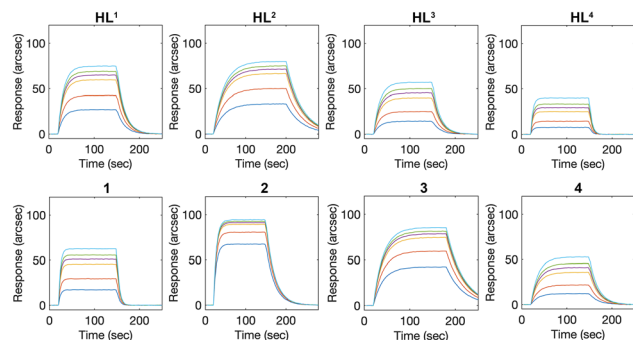 HL¹ HL² HL³ HL⁴
Response (arcsec) Response (arcsec) Response (arcsec) Response (arcsec)
100 100 100 100
50 50 50 50
0 0 0 0
0 100 200 0 100 200 0 100 200 0 100 200
Time (sec) Time (sec) Time (sec) Time (sec)
1 2 3 4
Response (arcsec) Response (arcsec) Response (arcsec) Response (arcsec)
100 100 100 100
50 50 50 50
0 0 0 0
0 100 200 0 100 200 0 100 200 0 100 200
Time (sec) Time (sec) Time (sec) Time (sec)